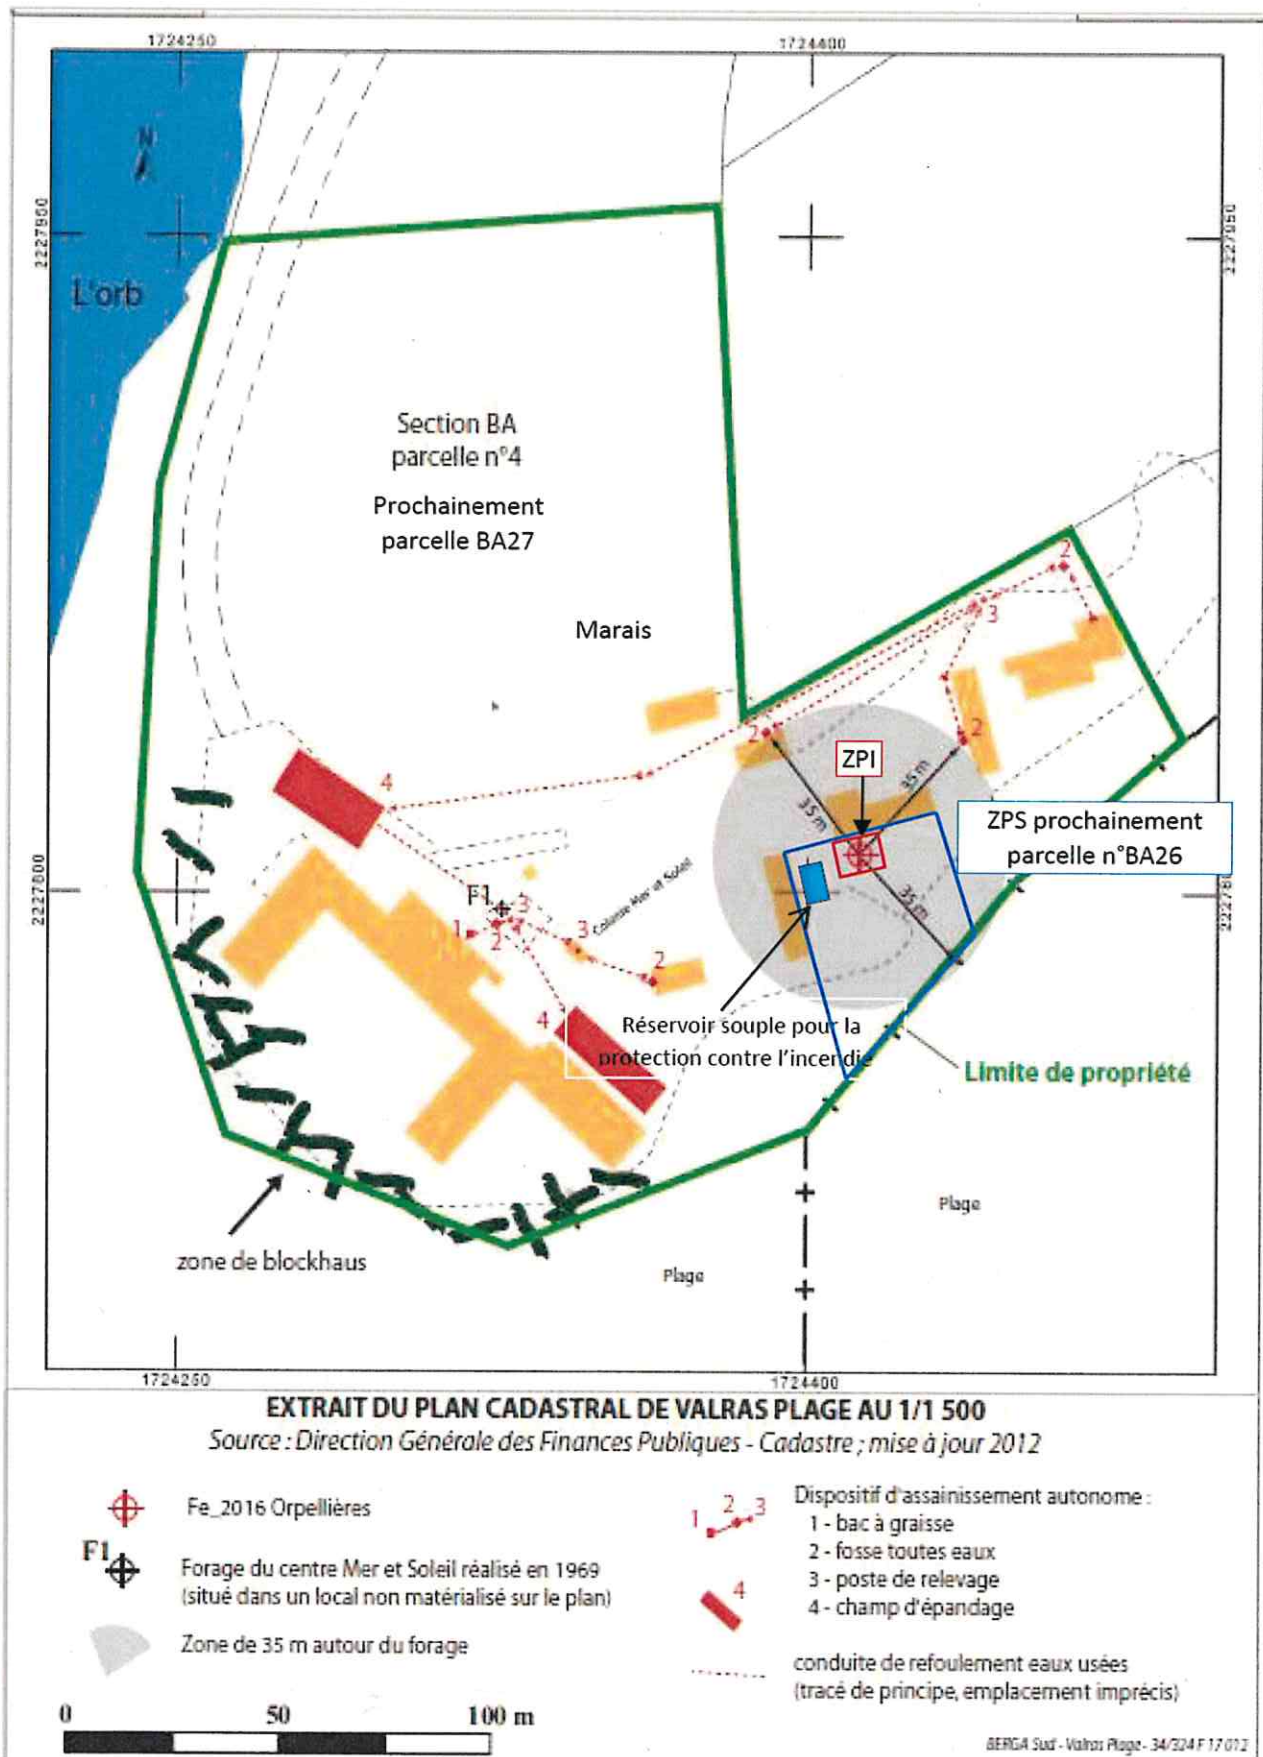 1724250
1724400
N
2227950
2227950
L'orb
Section BA
parcelle n°4
Prochainement
parcelle BA27
Marais
2
3
2
2
ZPI
35 m
35 m
ZPS prochainement
parcelle n°BA26
4
2227800
F1
3
1
2
3
Colonie Mer et Soleil
2
35 m
4
Réservoir souple pour la
protection contre l'incendie
Limite de propriété
Plage
zone de blockhaus
Plage
1724250
1724400
EXTRAIT DU PLAN CADASTRAL DE VALRAS PLAGE AU 1/1 500
Source : Direction Générale des Finances Publiques - Cadastre ; mise à jour 2012
Fe_2016 Orpellières
F1
Forage du centre Mer et Soleil réalisé en 1969
(situé dans un local non matérialisé sur le plan)
Zone de 35 m autour du forage
1 2 3
Dispositif d'assainissement autonome :
1 - bac à graisse
2 - fosse toutes eaux
3 - poste de relevage
4 - champ d'épandage
4
conduite de refoulement eaux usées
(tracé de principe, emplacement imprécis)
0 50 100 m
BERGA Sud - Valras Plage - 34/324 F 17 012